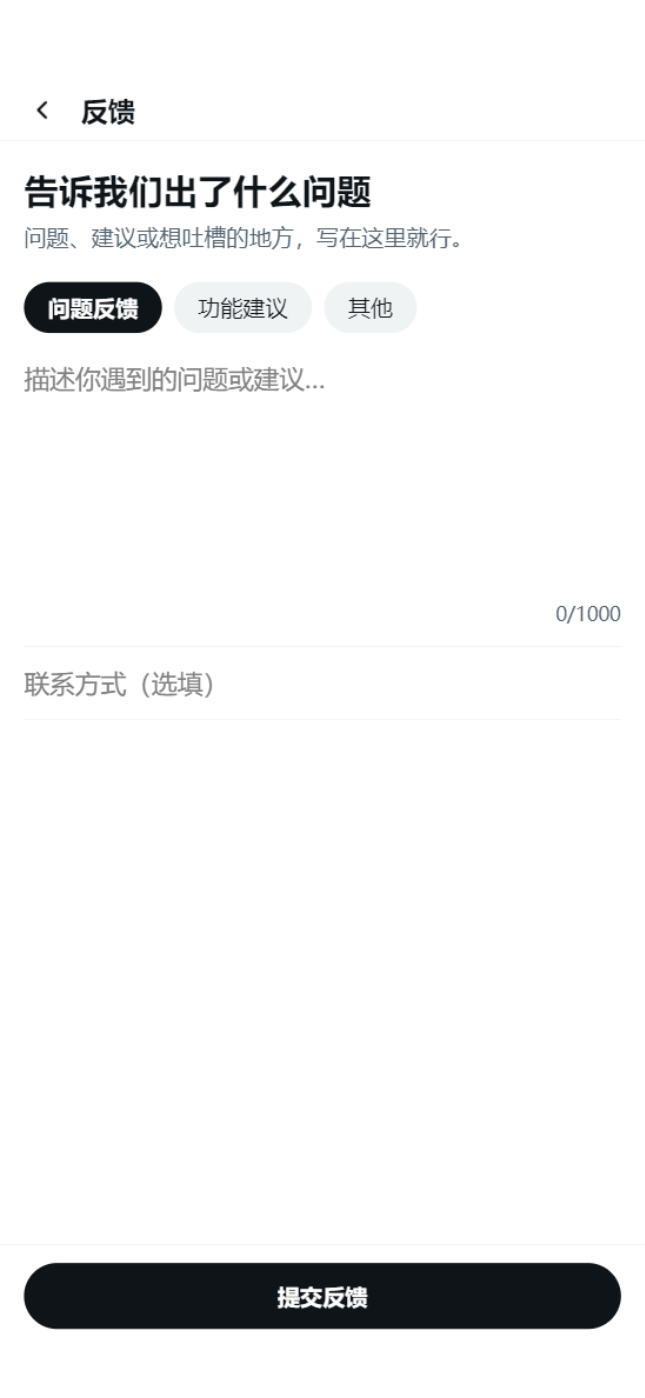 反馈
告诉我们出了什么问题
问题、建议或想吐槽的地方，写在这里就行。
问题反馈 功能建议 其他
描述你遇到的问题或建议...
0/1000
联系方式（选填）
提交反馈